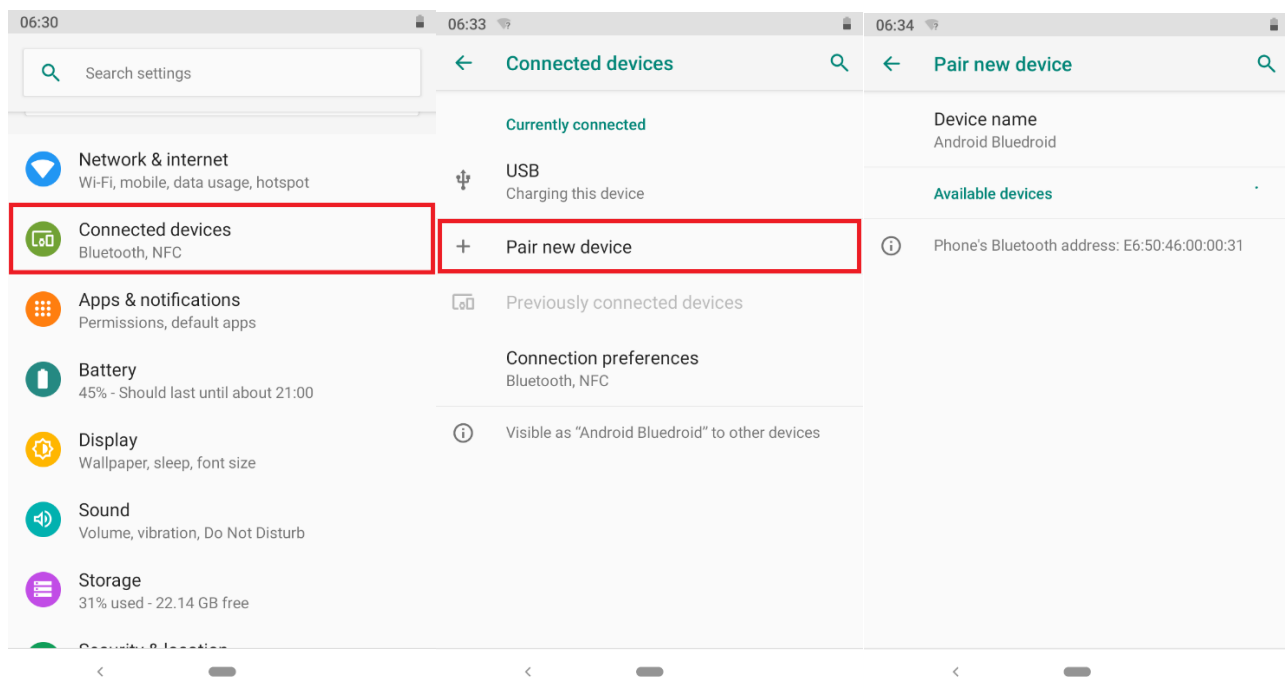 06:30
Search settings
Network & internet
Wi-Fi, mobile, data usage, hotspot
Connected devices
Bluetooth, NFC
Apps & notifications
Permissions, default apps
Battery
45% - Should last until about 21:00
Display
Wallpaper, sleep, font size
Sound
Volume, vibration, Do Not Disturb
Storage
31% used - 22.14 GB free
Security & location
06:33
Connected devices
Currently connected
USB
Charging this device
Pair new device
Previously connected devices
Connection preferences
Bluetooth, NFC
Visible as “Android Bluedroid” to other devices
06:34
Pair new device
Device name
Android Bluedroid
Available devices
Phone's Bluetooth address: E6:50:46:00:00:31